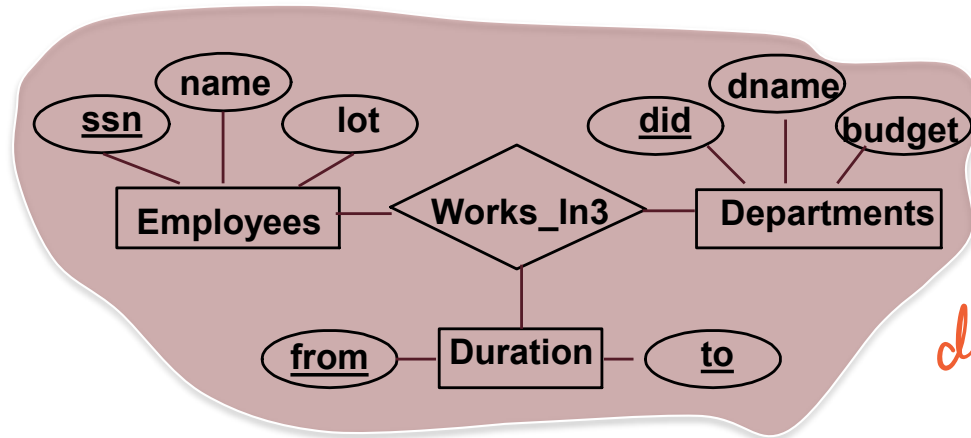 name
dname
ssn
lot
did
budget
Employees
Works_In3
Departments
from
Duration
to